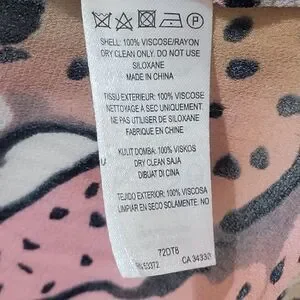 SHELL: 100% VISCOSE/RAYON
DRY CLEAN ONLY. DO NOT USE
SILOXANE
MADE IN CHINA
TISSU EXTERIEUR: 100% VISCOSE
NETTOYAGE À SEC UNIQUEMENT.
NE PAS UTILISER DE SILOXANE
FABRIQUE EN CHINE
KULIT DOMBA: 100% VISKOS
DRY CLEAN SAJA
DIBUAT DI CINA
TEJIDO EXTERIOR: 100% VISCOSA
LIMPIAR EN SECO SOLAMENTE. NO
72DT8
RN 53372
CA 34330